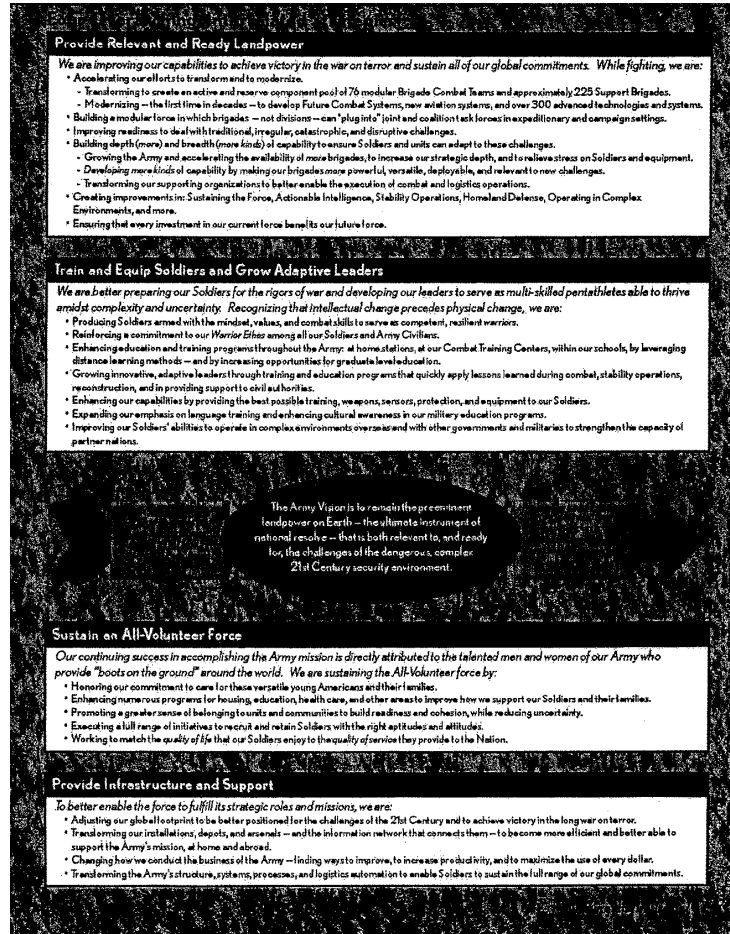 Provide Relevant and Ready Landpower
We are improving our capabilities to achieve victory in the war on terror and sustain all of our global commitments. While fighting, we are:
• Accelerating our efforts to transform and to modernize.
- Transforming to create an active and reserve component pool of 76 modular Brigade Combat Teams and approximately 225 Support Brigades.
- Modernizing – the first time in decades – to develop Future Combat Systems, new aviation systems, and over 300 advanced technologies and systems.
• Building a modular force in which brigades – not divisions – can "plug into" joint and coalition task forces in expeditionary and campaign settings.
• Improving readiness to deal with traditional, irregular, catastrophic, and disruptive challenges.
• Building depth (more) and breadth (more kinds) of capability to ensure Soldiers and units can adapt to these challenges.
- Growing the Army and accelerating the availability of more brigades, to increase our strategic depth, and to relieve stress on Soldiers and equipment.
- Developing more kinds of capability by making our brigades more powerful, versatile, deployable, and relevant to new challenges.
- Transforming our supporting organizations to better enable the execution of combat and logistics operations.
• Creating improvements in: Sustaining the Force, Actionable Intelligence, Stability Operations, Homeland Defense, Operating in Complex
Environments, and more.
• Ensuring that every investment in our current force benefits our future force.
Train and Equip Soldiers and Grow Adaptive Leaders
We are better preparing our Soldiers for the rigors of war and developing our leaders to serve as multi-skilled pentathletes able to thrive
amidst complexity and uncertainty. Recognizing that intellectual change precedes physical change, we are:
• Producing Soldiers armed with the mindset, values, and combat skills to serve as competent, resilient warriors.
• Reinforcing a commitment to our Warrior Ethos among all our Soldiers and Army Civilians.
• Enhancing education and training programs throughout the Army: at home stations, at our Combat Training Centers, within our schools, by leveraging
distance learning methods – and by increasing opportunities for graduate level education.
• Growing innovative, adaptive leaders through training and education programs that quickly apply lessons learned during combat, stability operations,
reconstruction, and in providing support to civil authorities.
• Enhancing our capabilities by providing the best possible training, weapons, sensors, protection, and equipment to our Soldiers.
• Expanding our emphasis on language training and enhancing cultural awareness in our military education programs.
• Improving our Soldiers' abilities to operate in complex environments overseas and with other governments and militaries to strengthen the capacity of
partner nations.
The Army Vision is to remain the preeminent
landpower on Earth – the ultimate instrument of
national resolve – that is both relevant to, and ready
for, the challenges of the dangerous, complex
21st Century security environment.
Sustain an All-Volunteer Force
Our continuing success in accomplishing the Army mission is directly attributed to the talented men and women of our Army who
provide "boots on the ground" around the world. We are sustaining the All-Volunteer force by:
• Honoring our commitment to care for these versatile young Americans and their families.
• Enhancing numerous programs for housing, education, health care, and other areas to improve how we support our Soldiers and their families.
• Promoting a greater sense of belonging to units and communities to build readiness and cohesion, while reducing uncertainty.
• Executing a full range of initiatives to recruit and retain Soldiers with the right aptitudes and attitudes.
• Working to match the quality of life that our Soldiers enjoy to the quality of service they provide to the Nation.
Provide Infrastructure and Support
To better enable the force to fulfill its strategic roles and missions, we are:
• Adjusting our global footprint to be better positioned for the challenges of the 21st Century and to achieve victory in the long war on terror.
• Transforming our installations, depots, and arsenals – and the information network that connects them – to become more efficient and better able to
support the Army's mission, at home and abroad.
• Changing how we conduct the business of the Army – finding ways to improve, to increase productivity, and to maximize the use of every dollar.
• Transforming the Army's structure, systems, processes, and logistics automation to enable Soldiers to sustain the full range of our global commitments.